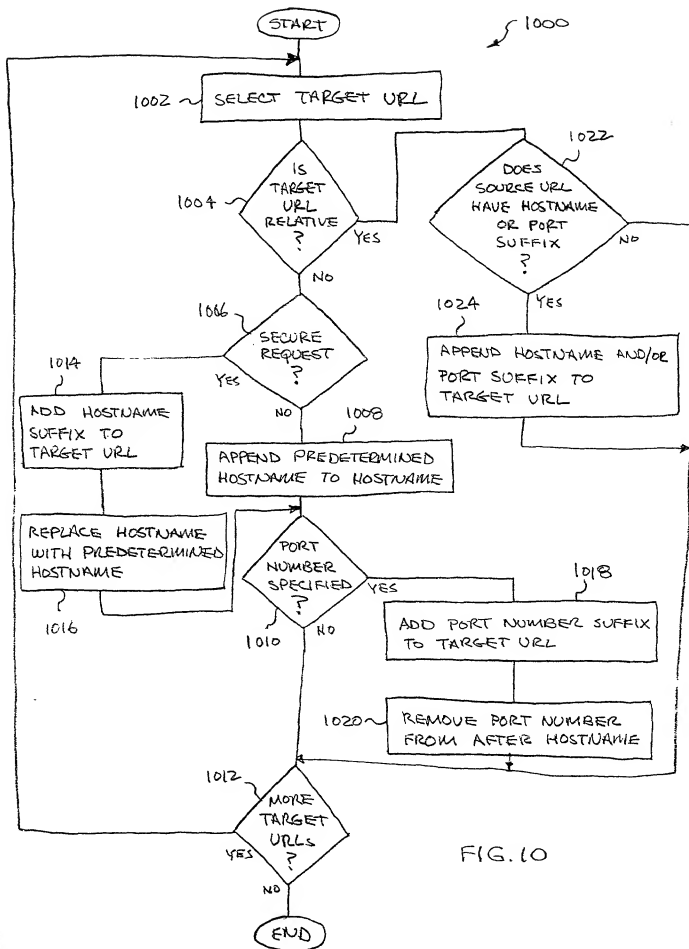 START
1000
1002
SELECT TARGET URL
1004
IS
TARGET
URL
RELATIVE
?
YES
NO
1022
DOES
SOURCE URL
HAVE HOSTNAME
OR PORT
SUFFIX
?
NO
YES
1024
APPEND HOSTNAME AND/OR
PORT SUFFIX TO
TARGET URL
1006
SECURE
REQUEST
?
YES
NO
1014
ADD HOSTNAME
SUFFIX TO
TARGET URL
REPLACE HOSTNAME
WITH PREDETERMINED
HOSTNAME
1016
1008
APPEND PREDETERMINED
HOSTNAME TO HOSTNAME
PORT
NUMBER
SPECIFIED
?
1010
YES
NO
1018
ADD PORT NUMBER SUFFIX
TO TARGET URL
1020
REMOVE PORT NUMBER
FROM AFTER HOSTNAME
1012
MORE
TARGET
URLs
?
YES
NO
END
FIG. 10